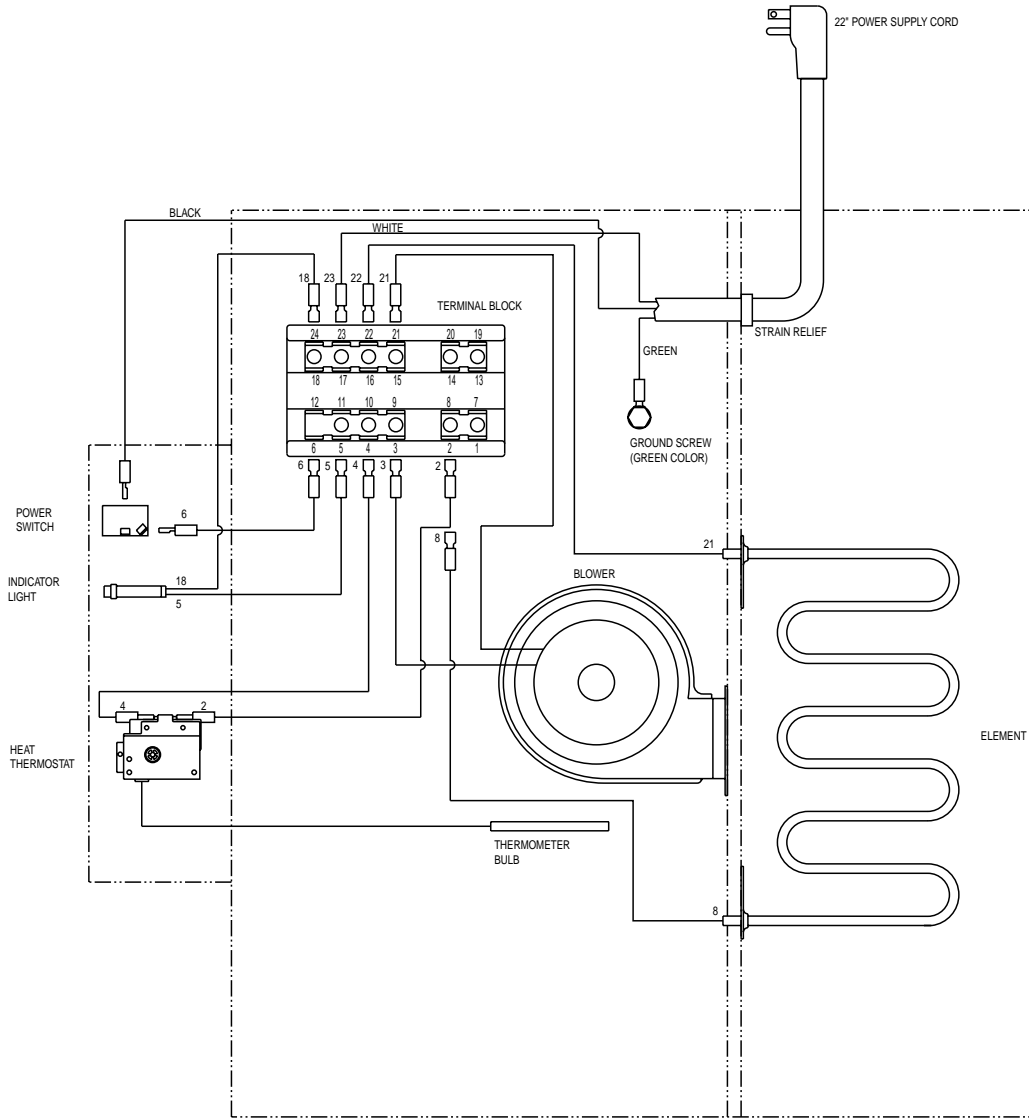 22" POWER SUPPLY CORD
BLACK
WHITE
18 23 22 21
TERMINAL BLOCK
24 23 22 21 20 19
18 17 16 15 14 13
12 11 10 9 8 7
6 5 4 3 2 1
6 5 4 3 2
STRAIN RELIEF
GREEN
GROUND SCREW
(GREEN COLOR)
POWER
SWITCH
6
8
21
INDICATOR
LIGHT
18
5
BLOWER
4 2
HEAT
THERMOSTAT
ELEMENT
THERMOMETER
BULB
8